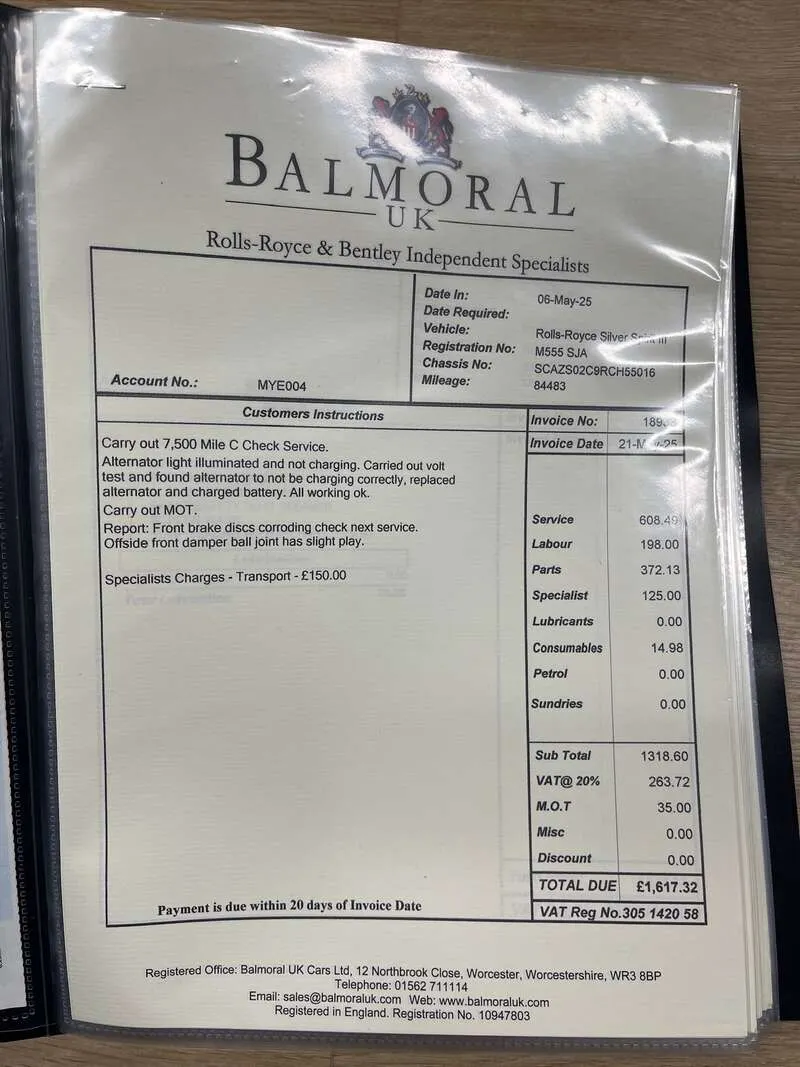 BALMORAL
UK
Rolls-Royce & Bentley Independent Specialists
Date In: 06-May-25
Date Required:
Vehicle: Rolls-Royce Silver Spirit III
Registration No: M555 SJA
Chassis No: SCAZS02C9RCH55016
Mileage: 84483
Account No.: MYE004
Customers Instructions
Invoice No:
Invoice Date 21-May-25
Carry out 7,500 Mile C Check Service.
Alternator light illuminated and not charging. Carried out volt
test and found alternator to not be charging correctly, replaced
alternator and charged battery. All working ok.
Carry out MOT.
Report: Front brake discs corroding check next service.
Offside front damper ball joint has slight play.
Specialists Charges - Transport - £150.00
Service 608.49
Labour 198.00
Parts 372.13
Specialist 125.00
Lubricants 0.00
Consumables 14.98
Petrol 0.00
Sundries 0.00
Sub Total 1318.60
VAT@ 20% 263.72
M.O.T 35.00
Misc 0.00
Discount 0.00
TOTAL DUE £1,617.32
Payment is due within 20 days of Invoice Date
VAT Reg No.305 1420 58
Registered Office: Balmoral UK Cars Ltd, 12 Northbrook Close, Worcester, Worcestershire, WR3 8BP
Telephone: 01562 711114
Email: sales@balmoraluk.com Web: www.balmoraluk.com
Registered in England. Registration No. 10947803